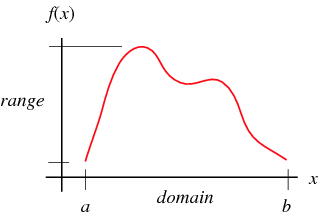 f(x)
range
x
domain
a
b